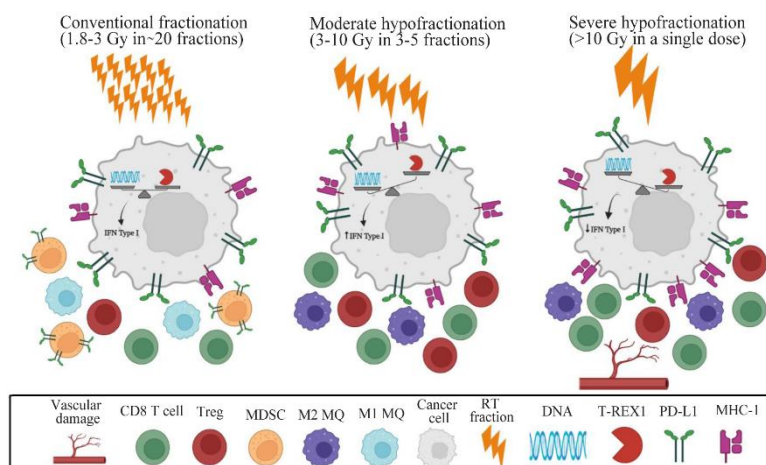 Conventional fractionation
(1.8-3 Gy in~20 fractions)
Moderate hypofractionation
(3-10 Gy in 3-5 fractions)
Severe hypofractionation
(>10 Gy in a single dose)
IFN Type I
↑ IFN Type I
↓ IFN Type I
Vascular
damage
CD8 T cell
Treg
MDSC
M2 MQ
M1 MQ
Cancer
cell
RT
fraction
DNA
T-REX1
PD-L1
MHC-1